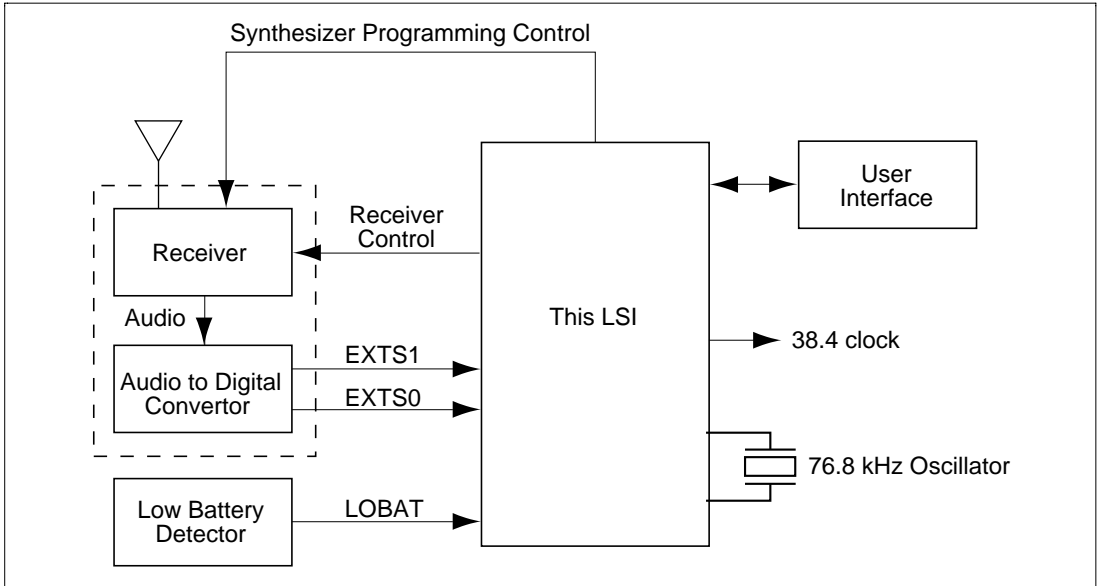 Synthesizer Programming Control
User
Interface
Receiver
Control
Receiver
Audio
This LSI
38.4 clock
EXTS1
Audio to Digital
Convertor
EXTS0
76.8 kHz Oscillator
Low Battery
Detector
LOBAT